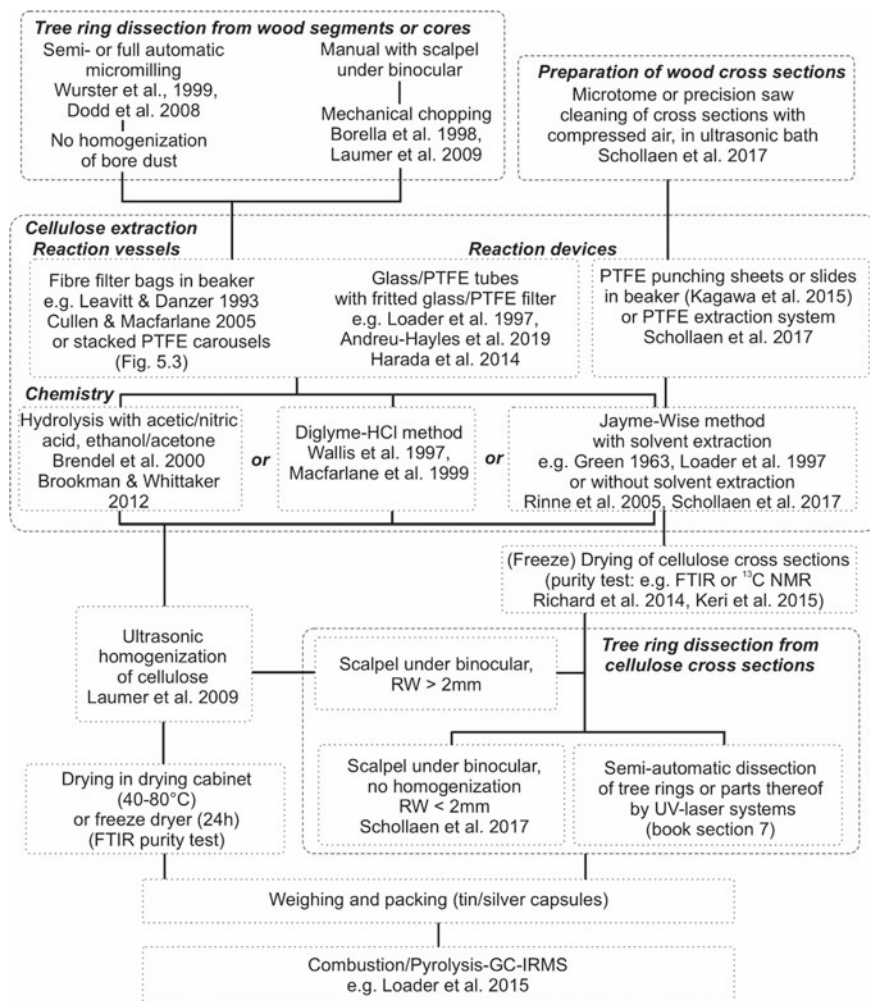 Tree ring dissection from wood segments or cores
Semi- or full automatic
micromilling
Wurster et al., 1999,
Dodd et al. 2008
No homogenization
of bore dust
Manual with scalpel
under binocular
Mechanical chopping
Borella et al. 1998,
Laumer et al. 2009
Preparation of wood cross sections
Microtome or precision saw
cleaning of cross sections with
compressed air, in ultrasonic bath
Schollaen et al. 2017
Cellulose extraction
Reaction vessels
Reaction devices
Fibre filter bags in beaker
e.g. Leavitt & Danzer 1993
Cullen & Macfarlane 2005
or stacked PTFE carousels
(Fig. 5.3)
Glass/PTFE tubes
with fritted glass/PTFE filter
e.g. Loader et al. 1997,
Andreu-Hayles et al. 2019
Harada et al. 2014
PTFE punching sheets or slides
in beaker (Kagawa et al. 2015)
or PTFE extraction system
Schollaen et al. 2017
Chemistry
Hydrolysis with acetic/nitric
acid, ethanol/acetone
Brendel et al. 2000
Brookman & Whittaker
2012
or
Diglyme-HCl method
Wallis et al. 1997,
Macfarlane et al. 1999
or
Jayme-Wise method
with solvent extraction
e.g. Green 1963, Loader et al. 1997
or without solvent extraction
Rinne et al. 2005, Schollaen et al. 2017
(Freeze) Drying of cellulose cross sections
(purity test: e.g. FTIR or ¹³C NMR
Richard et al. 2014, Keri et al. 2015)
Ultrasonic
homogenization
of cellulose
Laumer et al. 2009
Tree ring dissection from
cellulose cross sections
Scalpel under binocular,
RW > 2mm
Scalpel under binocular,
no homogenization
RW < 2mm
Schollaen et al. 2017
Semi-automatic dissection
of tree rings or parts thereof
by UV-laser systems
(book section 7)
Drying in drying cabinet
(40-80°C)
or freeze dryer (24h)
(FTIR purity test)
Weighing and packing (tin/silver capsules)
Combustion/Pyrolysis-GC-IRMS
e.g. Loader et al. 2015